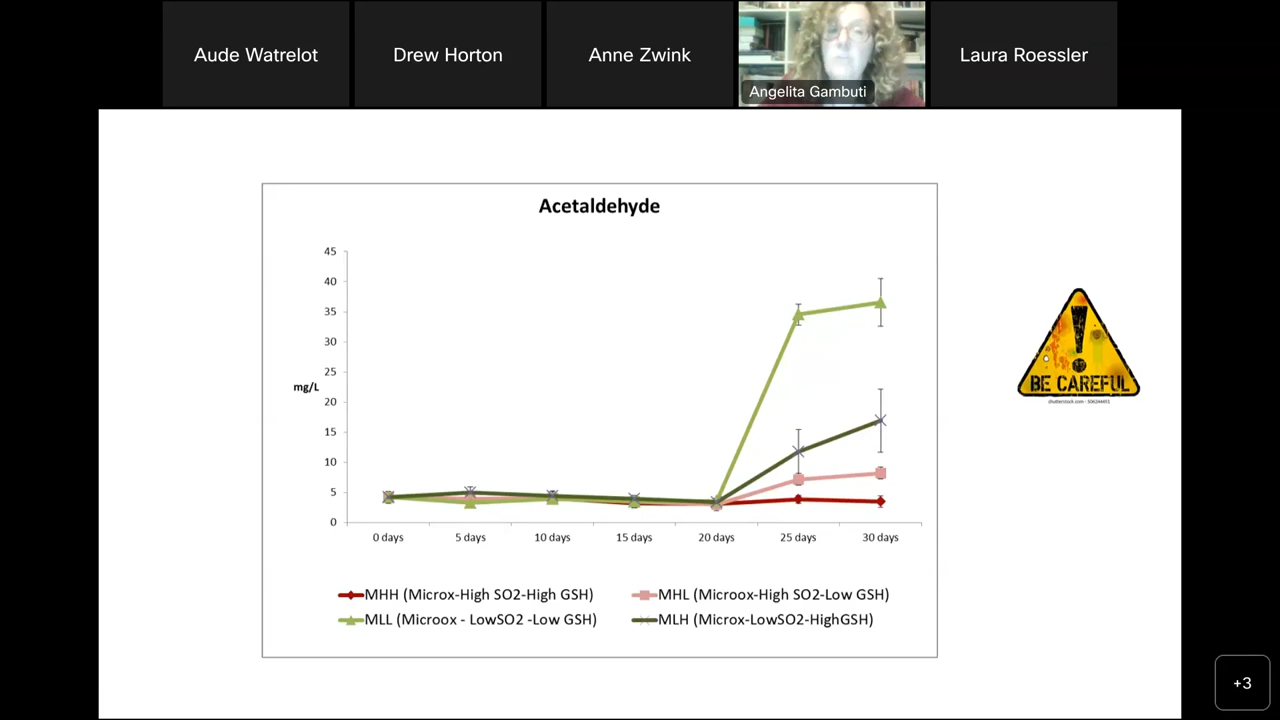 Aude Watrelot
Drew Horton
Anne Zwink
Angelita Gambuti
Laura Roessler
Acetaldehyde
45
40
35
30
25
20
15
10
5
0
mg/L
0 days
5 days
10 days
15 days
20 days
25 days
30 days
MHH (Microx-High SO2-High GSH)
MHL (Microox-High SO2-Low GSH)
MLL (Microox - LowSO2 -Low GSH)
MLH (Microx-LowSO2-HighGSH)
!
BE CAREFUL
+3